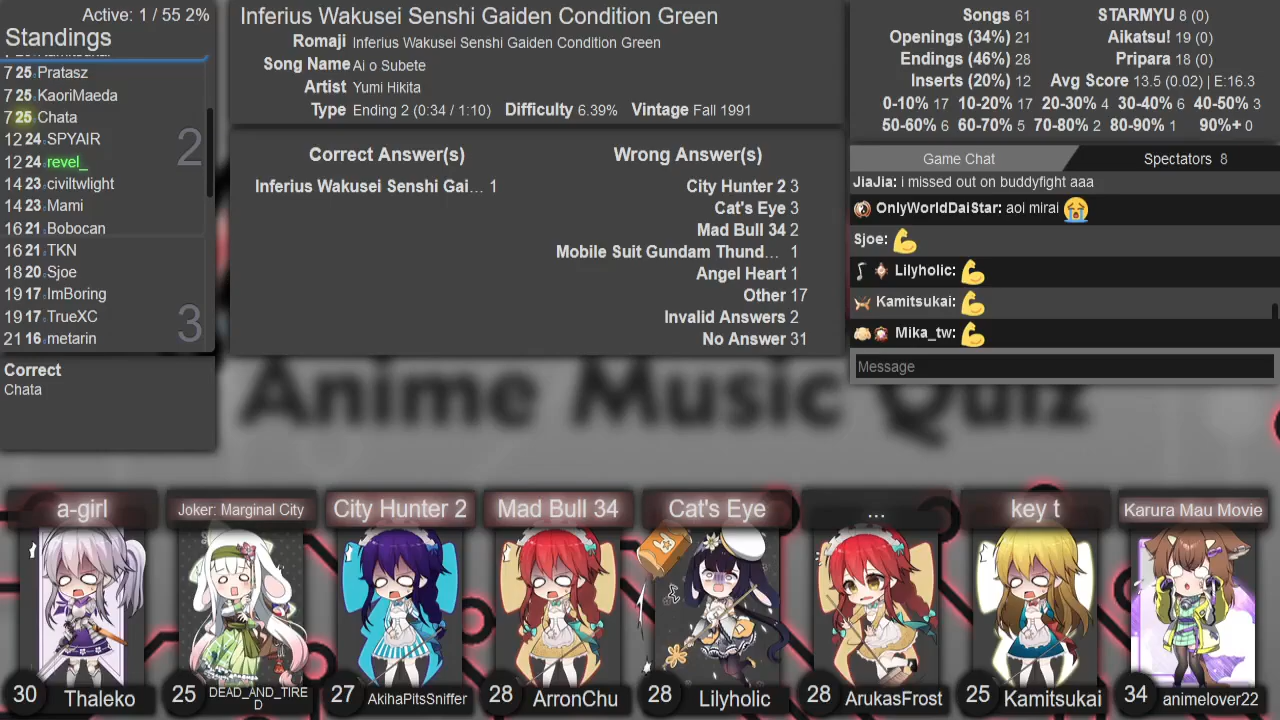 Active: 1 / 55 2%
Standings
7 25 Pratasz
7 25 KaoriMaeda
7 25 Chata
12 24 SPYAIR
2
12 24 revel_
14 23 civiltwlight
14 23 Mami
16 21 Bobocan
16 21 TKN
18 20 Sjoe
19 17 ImBoring
19 17 TrueXC
3
21 16 metarin
Correct
Chata
Inferius Wakusei Senshi Gaiden Condition Green
Romaji Inferius Wakusei Senshi Gaiden Condition Green
Song Name Ai o Subete
Artist Yumi Hikita
Type Ending 2 (0:34 / 1:10) Difficulty 6.39% Vintage Fall 1991
Correct Answer(s)
Inferius Wakusei Senshi Gai... 1
Wrong Answer(s)
City Hunter 2 3
Cat's Eye 3
Mad Bull 34 2
Mobile Suit Gundam Thund... 1
Angel Heart 1
Other 17
Invalid Answers 2
No Answer 31
Songs 61 STARMYU 8 (0)
Openings (34%) 21 Aikatsu! 19 (0)
Endings (46%) 28 Pripara 18 (0)
Inserts (20%) 12 Avg Score 13.5 (0.02) | E:16.3
0-10% 17 10-20% 17 20-30% 4 30-40% 6 40-50% 3
50-60% 6 60-70% 5 70-80% 2 80-90% 1 90%+ 0
Game Chat Spectators 8
JiaJia: i missed out on buddyfight aaa
OnlyWorldDaiStar: aoi mirai 😭
Sjoe: 💪
Lilyholic: 💪
Kamitsukai: 💪
Mika_tw: 💪
Message
Anime Music Quiz
a-girl
Joker: Marginal City
City Hunter 2
Mad Bull 34
Cat's Eye
...
key t
Karura Mau Movie
30 Thaleko
25 DEAD_AND_TIRE
D
27 AkihaPitsSniffer
28 ArronChu
28 Lilyholic
28 ArukasFrost
25 Kamitsukai
34 animelover22